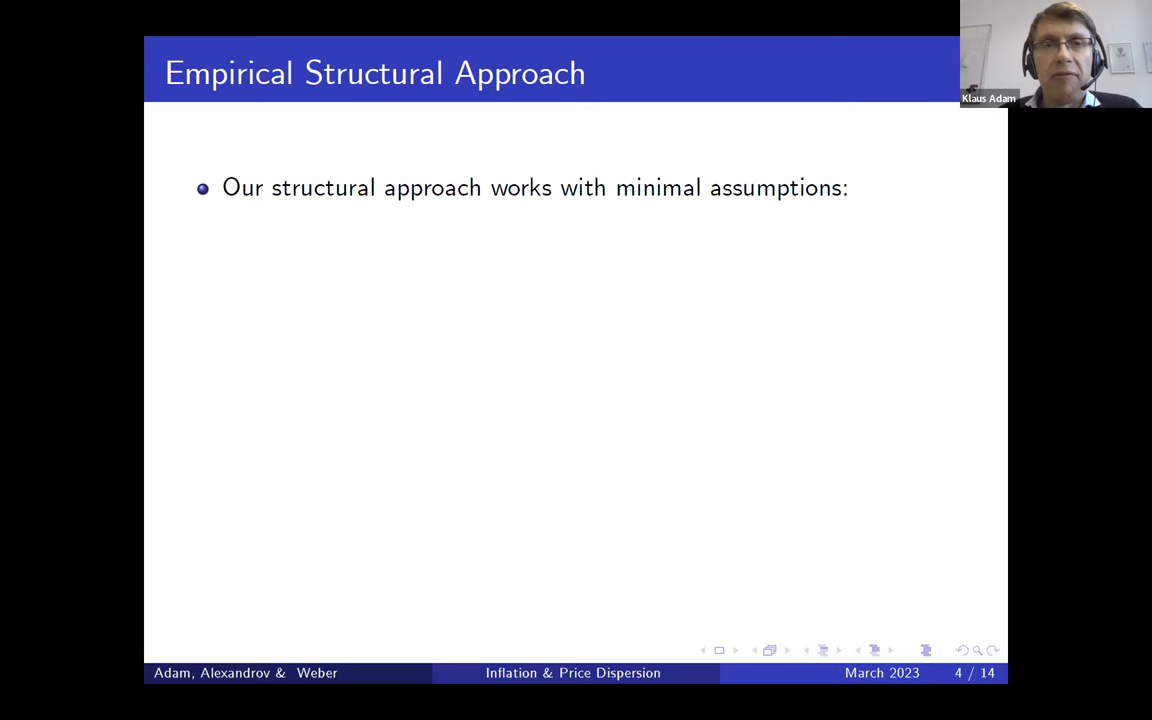 Empirical Structural Approach
Klaus Adam
Our structural approach works with minimal assumptions:
Adam, Alexandrov & Weber
Inflation & Price Dispersion
March 2023
4 / 14